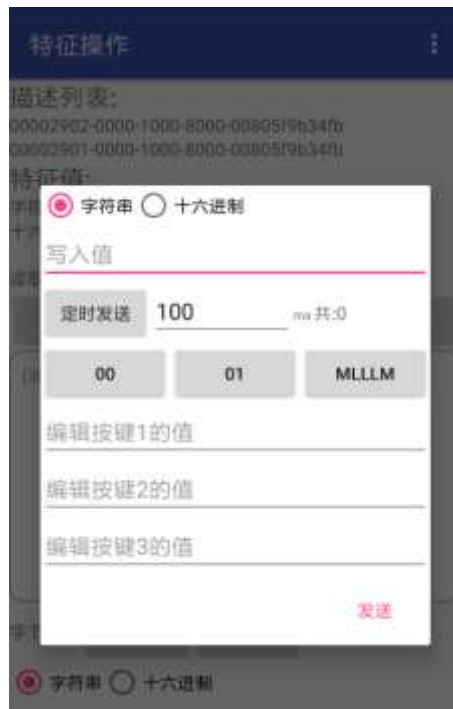 特征操作
描述列表:
00002902-0000-1000-8000-00805f9b34fb
00002901-0000-1000-8000-00805f9b34fb
特征值:
字符串 十六进制
写入值
定时发送 100 ms 共:0
00 01 MLLLM
编辑按键1的值
编辑按键2的值
编辑按键3的值
发送
字符串 十六进制